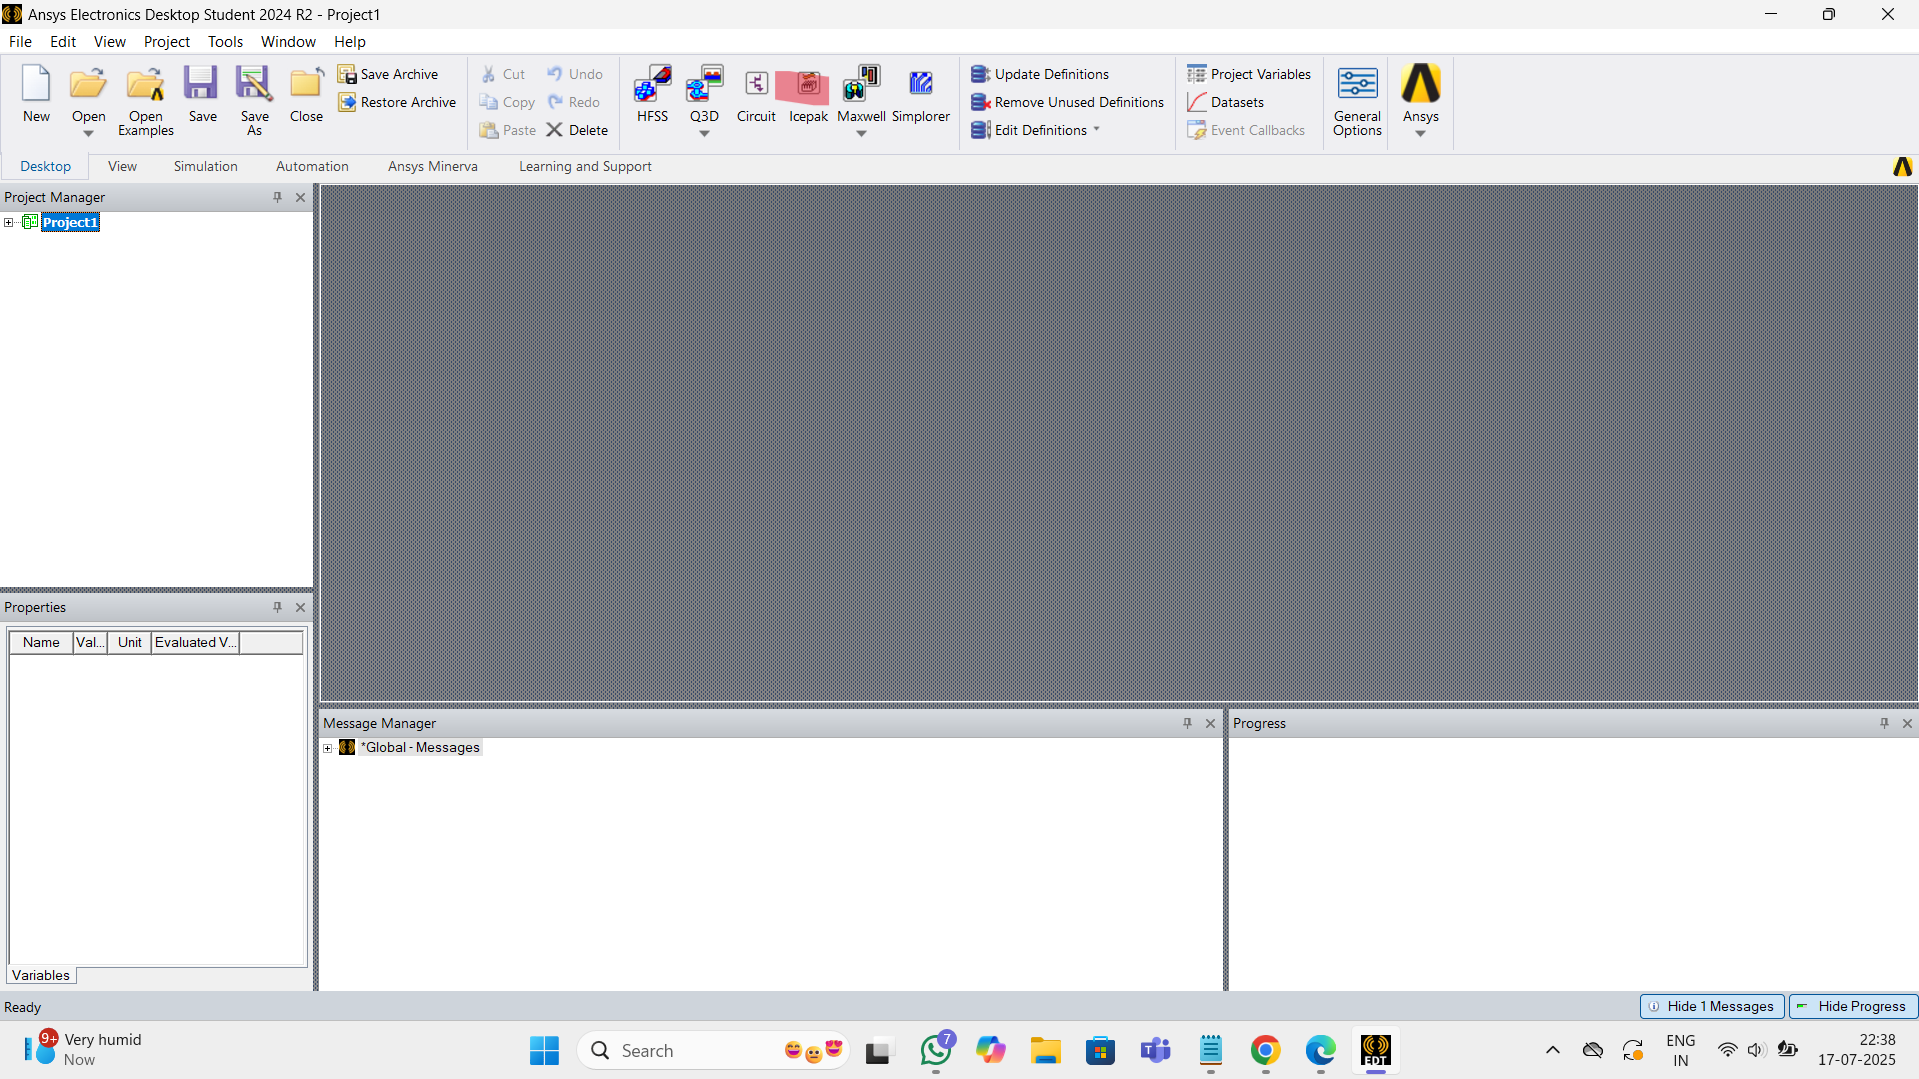 Ansys Electronics Desktop Student 2024 R2 - Project1
File Edit View Project Tools Window Help
New
Open
Open Examples
Save
Save As
Close
Save Archive
Restore Archive
Cut
Copy
Paste
Undo
Redo
Delete
HFSS
Q3D
Circuit
Icepak
Maxwell
Simplorer
Update Definitions
Remove Unused Definitions
Edit Definitions
Project Variables
Datasets
Event Callbacks
General Options
Ansys
Desktop View Simulation Automation Ansys Minerva Learning and Support
Project Manager
Project1
Properties
Name Val... Unit Evaluated V...
Variables
Message Manager
*Global - Messages
Progress
Ready
Hide 1 Messages
Hide Progress
9+
Very humid
Now
Search
7
EDT
ENG
IN
22:38
17-07-2025